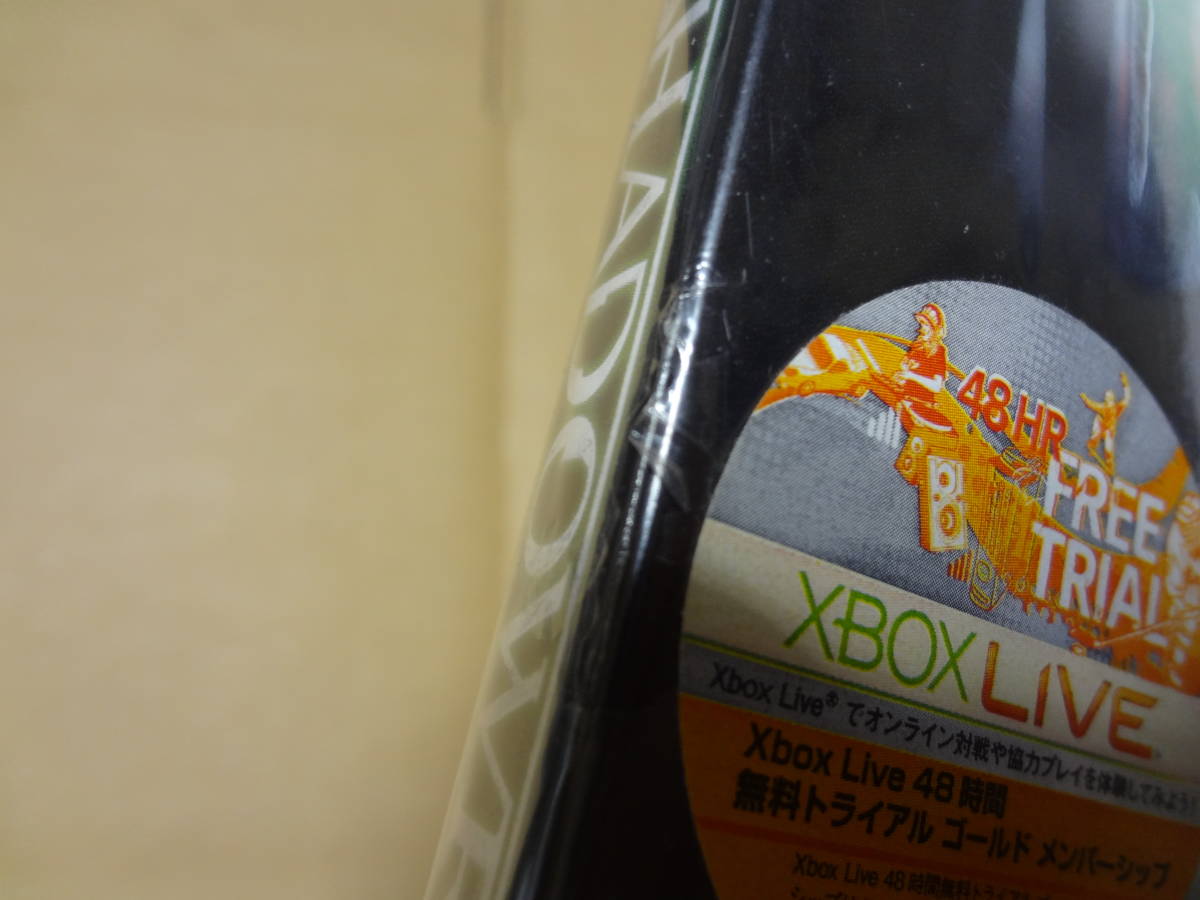 HADOW
48 HR
FREE
TRIAL
XBOX LIVE
Xbox Live® でオンライン対戦や協力プレイを体験してみよう!
Xbox Live 48 時間
無料トライアル ゴールド メンバーシップ
Xbox Live 48 時間無料トライアル